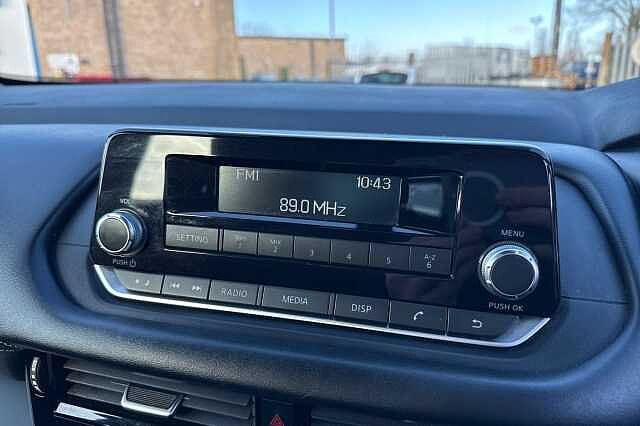 FM1 10:43
89.0 MHz
VOL
PUSH
SETTING
MIX 2 3 4 5 A-Z 6
RADIO MEDIA DISP
MENU
PUSH OK